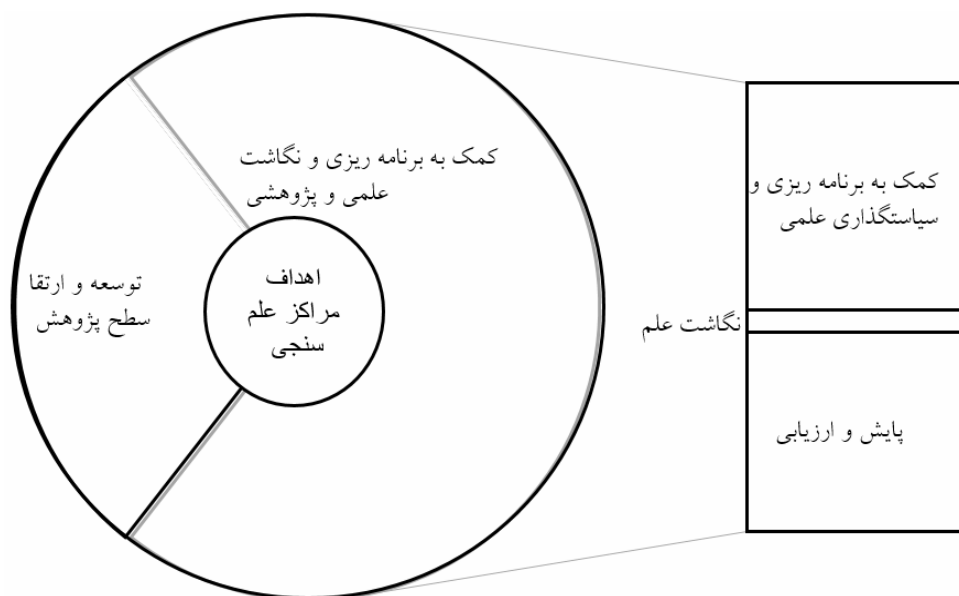 کمک به برنامه ریزی و نگاشت
علمی و پژوهشی
اهداف
مراکز علم
سنجی
توسعه و ارتقا
سطح پژوهش
کمک به برنامه ریزی و
سیاستگذاری علمی
نگاشت علم
پایش و ارزیابی